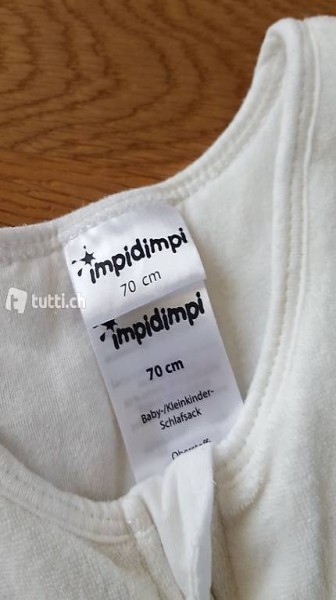 impidimpi
70 cm
tutti.ch
impidimpi
70 cm
Baby-/Kleinkinder-
Schlafsack